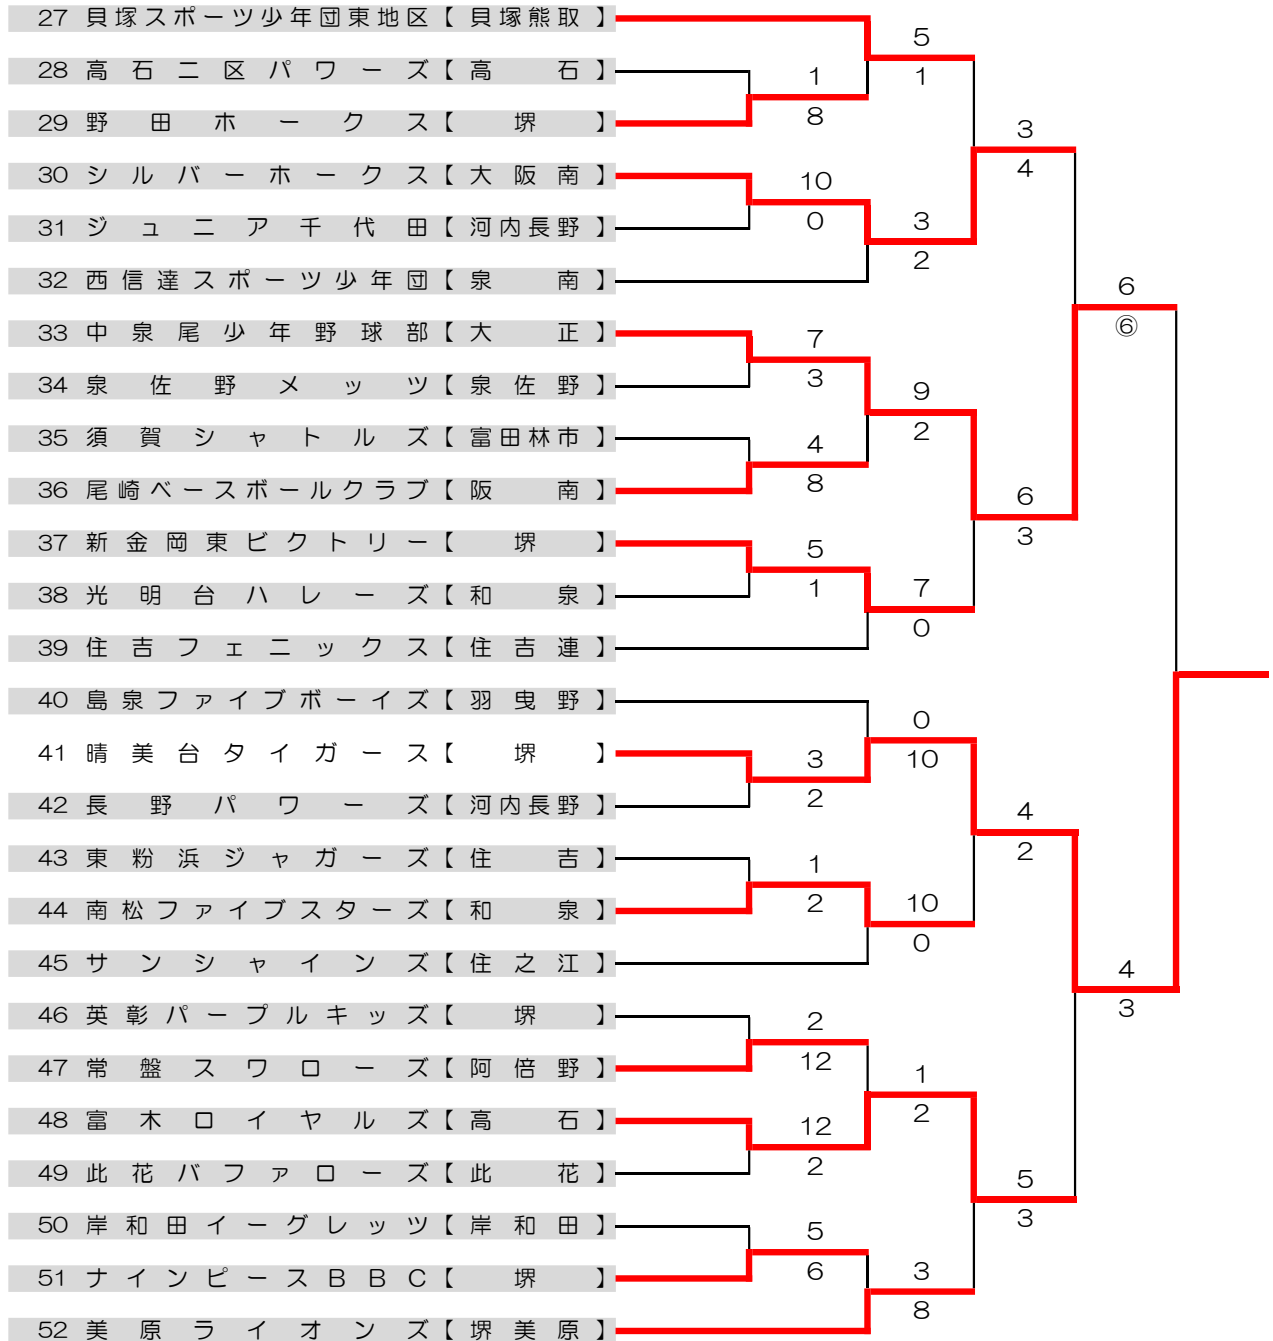 27 貝塚スポーツ少年団東地区【 貝塚熊取 】
5
28 高石二区パワーズ【 高石 】
1
1
8
29 野田ホークス【 堺 】
3
30 シルバーホークス【 大阪南 】
4
10
31 ジュニア千代田【 河内長野 】
0
3
2
32 西信達スポーツ少年団【 泉南 】
6
33 中泉尾少年野球部【 大正 】
⑥
7
34 泉佐野メッツ【 泉佐野 】
3
9
35 須賀シャトルズ【 富田林市 】
2
4
36 尾崎ベースボールクラブ【 阪南 】
8
6
37 新金岡東ビクトリー【 堺 】
3
5
38 光明台ハレーズ【 和泉 】
1
7
0
39 住吉フェニックス【 住吉連 】
40 島泉ファイブボーイズ【 羽曳野 】
0
41 晴美台タイガース【 堺 】
10
3
42 長野パワーズ【 河内長野 】
2
4
43 東粉浜ジャガーズ【 住吉 】
2
1
44 南松ファイブスターズ【 和泉 】
2
10
0
45 サンシャインズ【 住之江 】
4
46 英彰パープルキッズ【 堺 】
3
2
47 常盤スワローズ【 阿倍野 】
12
1
48 富木ロイヤルズ【 高石 】
2
12
49 此花バファローズ【 此花 】
2
5
50 岸和田イーグレッツ【 岸和田 】
3
5
51 ナインピースBBC【 堺 】
6
3
8
52 美原ライオンズ【 堺美原 】